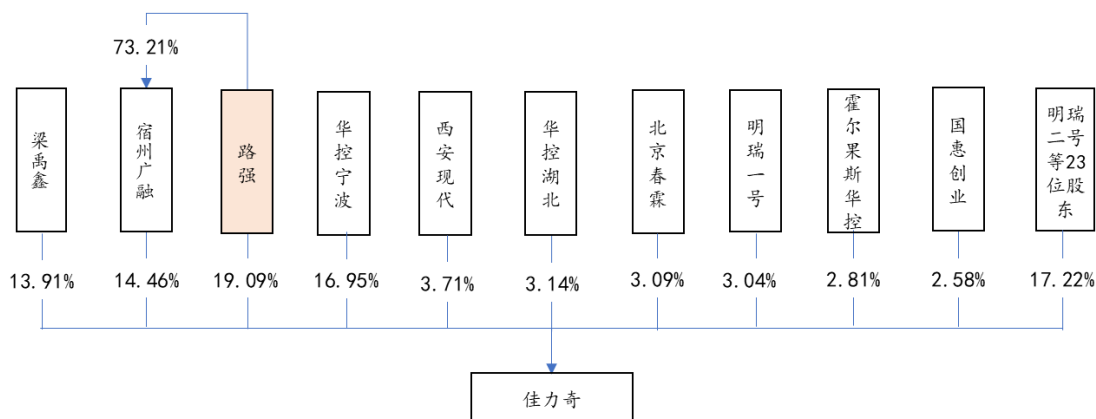 73.21%
梁禹鑫
宿州广融
路强
华控宁波
西安现代
华控湖北
北京春霖
明瑞一号
霍尔果斯华控
国惠创业
明瑞
二号
等23
位股
东
13.91%
14.46%
19.09%
16.95%
3.71%
3.14%
3.09%
3.04%
2.81%
2.58%
17.22%
佳力奇